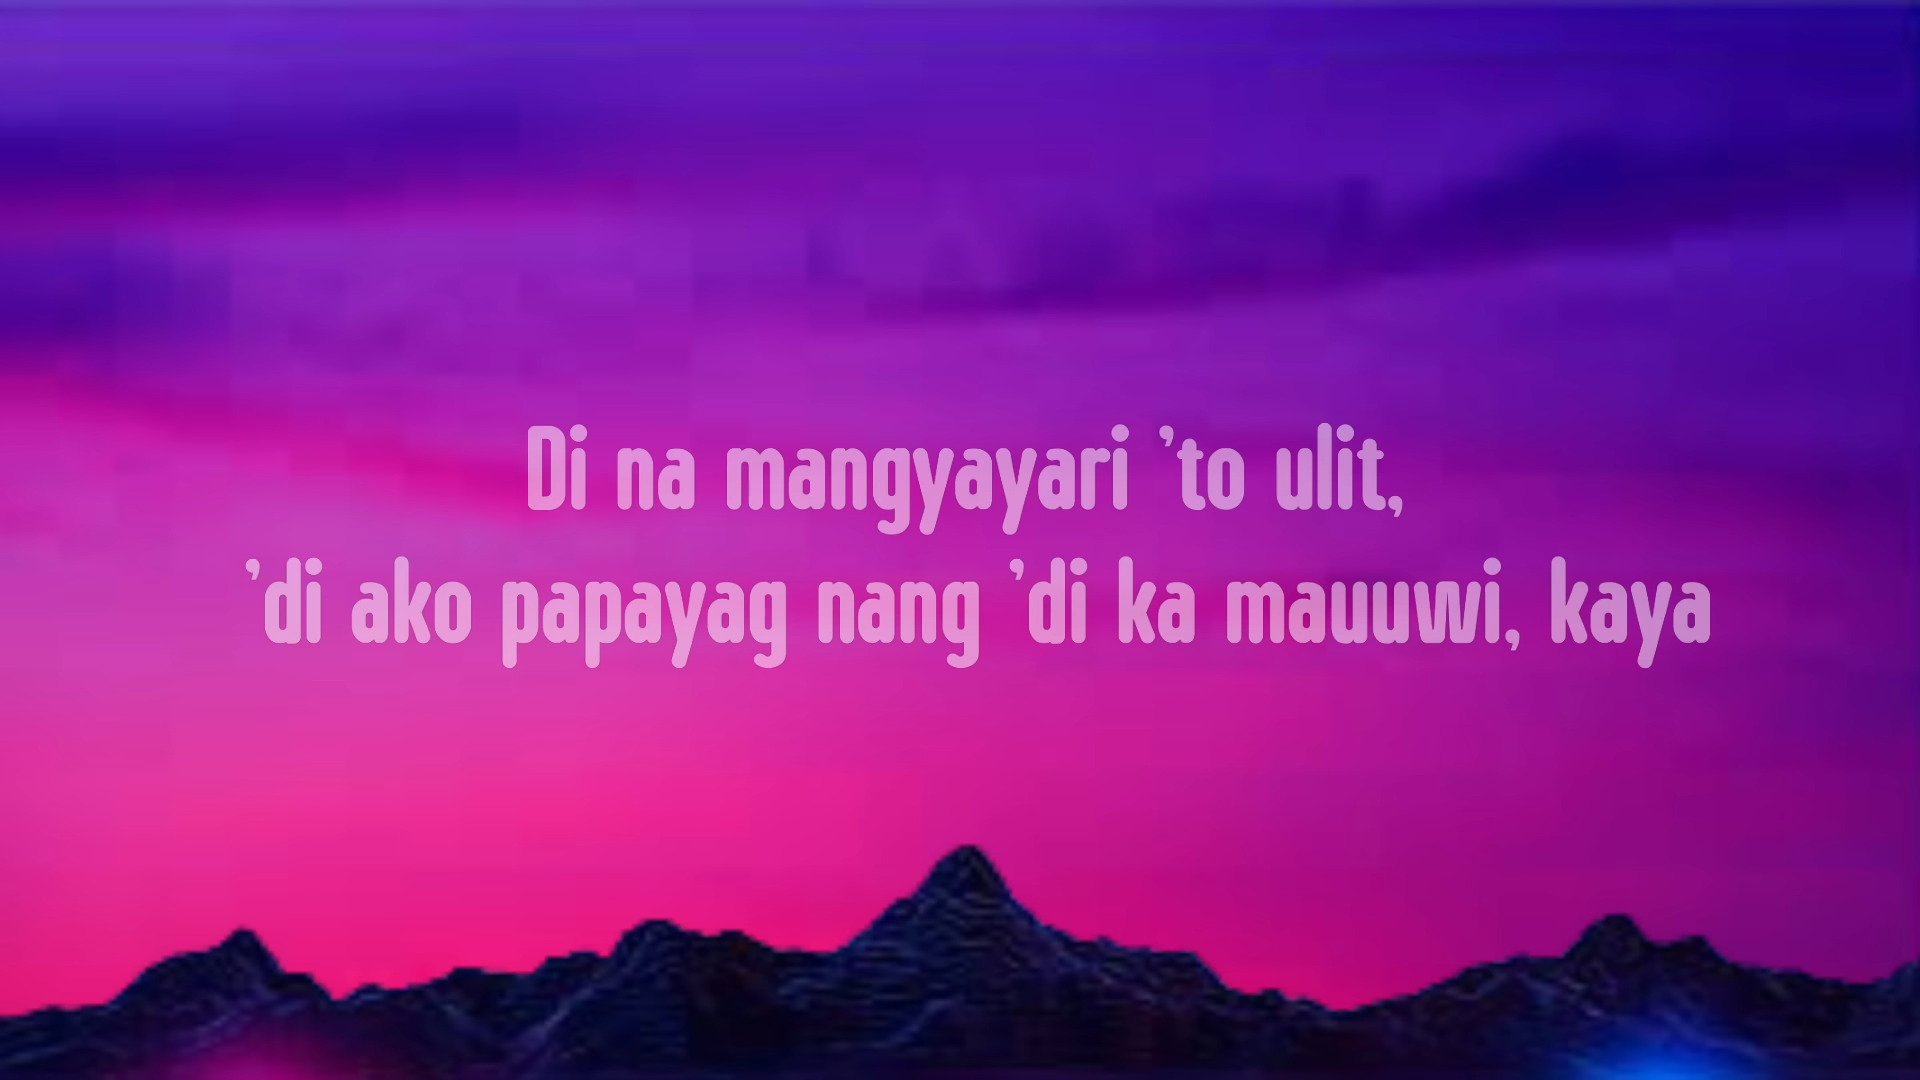 Di na mangyayari 'to ulit,
'di ako papayag nang 'di ka mauuwi, kaya